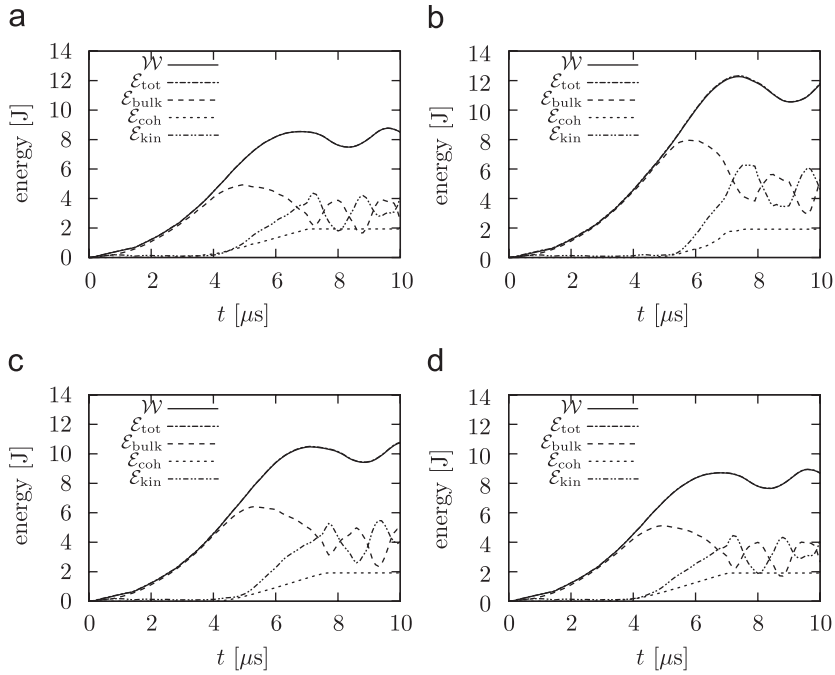 a
energy [J]
14
12
10
8
6
4
2
0
𝒲
ℰtot
ℰbulk
ℰcoh
ℰkin
0 2 4 6 8 10
t [μs]
b
energy [J]
14
12
10
8
6
4
2
0
𝒲
ℰtot
ℰbulk
ℰcoh
ℰkin
0 2 4 6 8 10
t [μs]
c
energy [J]
14
12
10
8
6
4
2
0
𝒲
ℰtot
ℰbulk
ℰcoh
ℰkin
0 2 4 6 8 10
t [μs]
d
energy [J]
14
12
10
8
6
4
2
0
𝒲
ℰtot
ℰbulk
ℰcoh
ℰkin
0 2 4 6 8 10
t [μs]